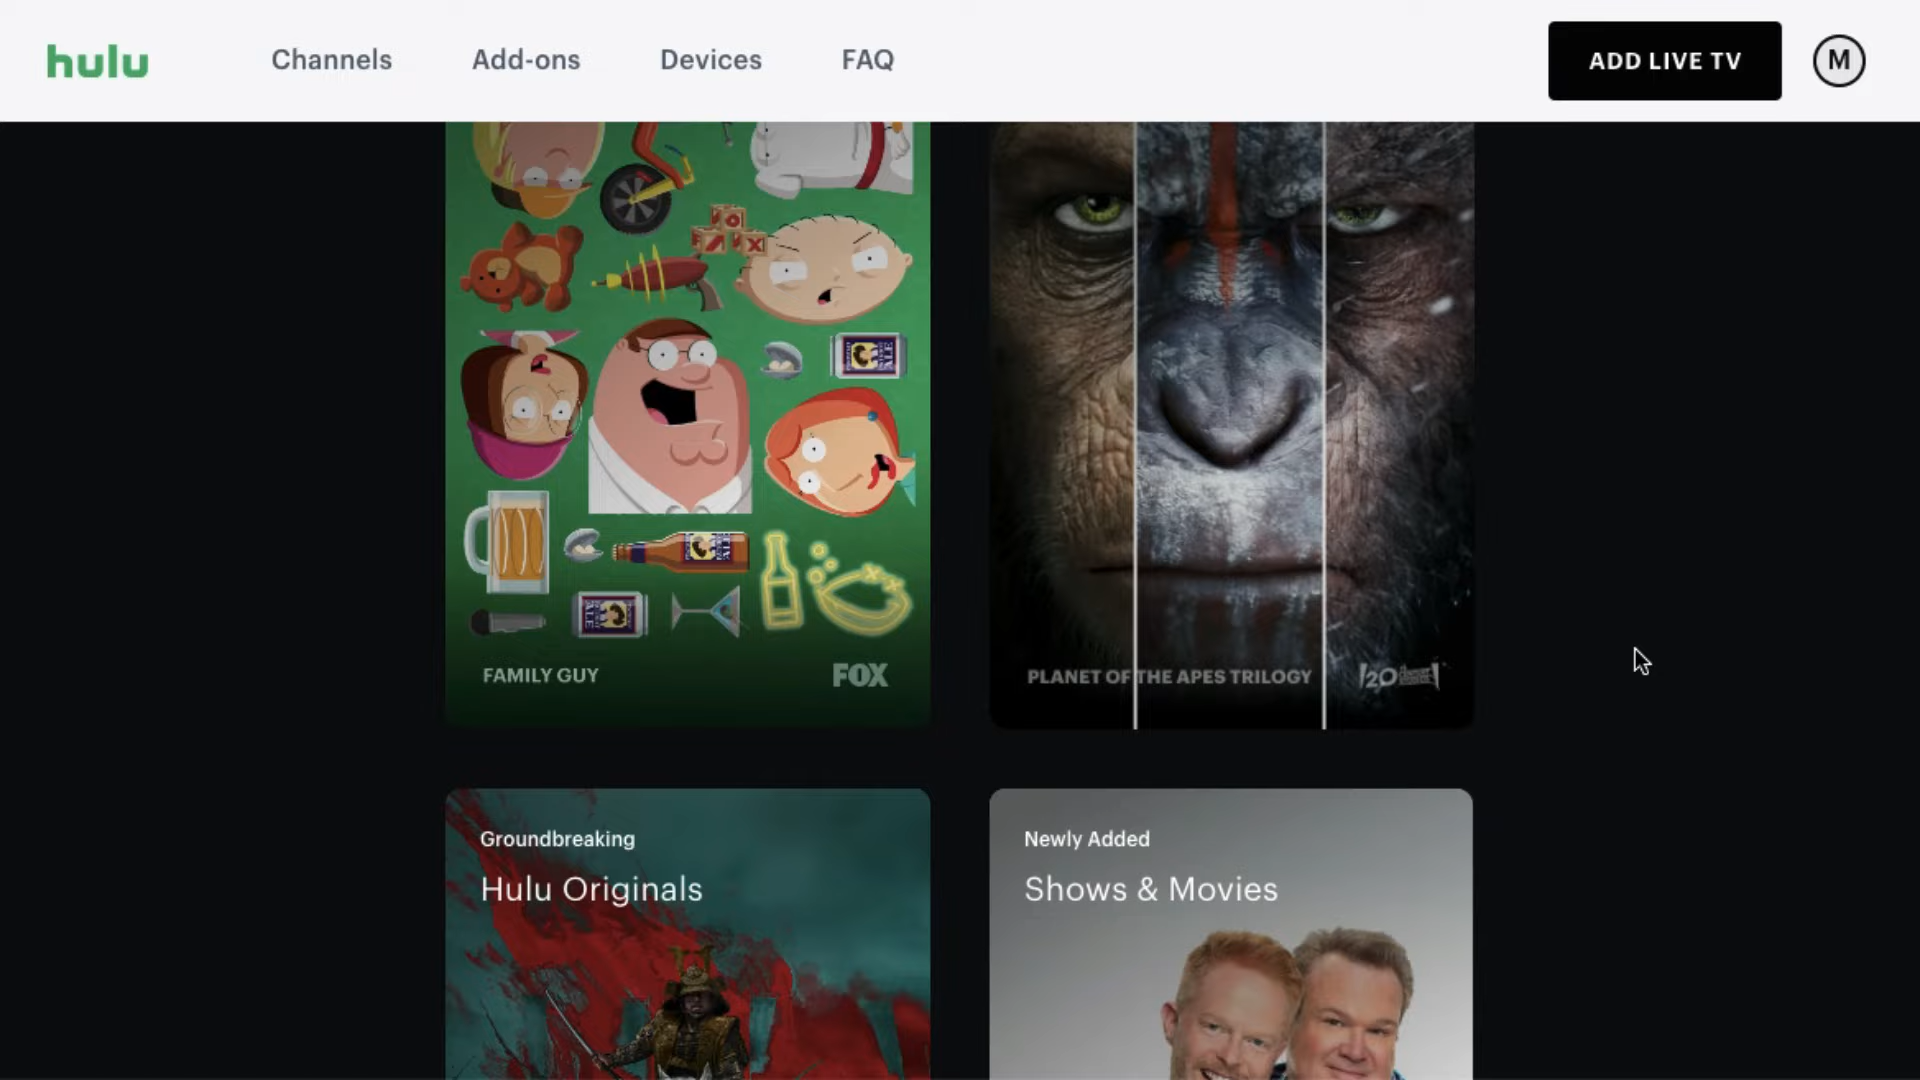 hulu
Channels
Add-ons
Devices
FAQ
ADD LIVE TV
M
FAMILY GUY
FOX
PLANET OF THE APES TRILOGY
20
Groundbreaking
Hulu Originals
Newly Added
Shows & Movies